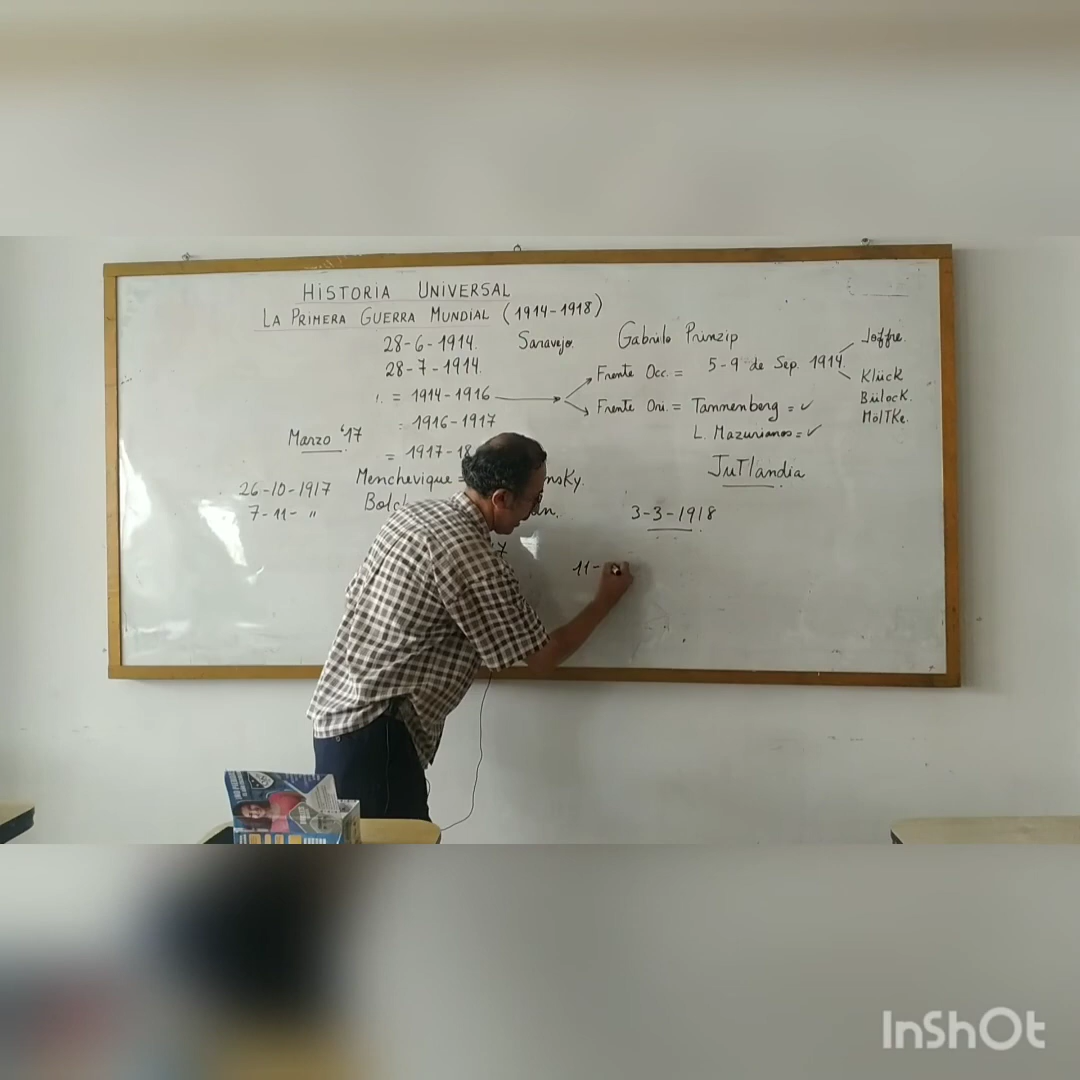 HISTORIA UNIVERSAL
LA PRIMERA GUERRA MUNDIAL (1914-1918)
28-6-1914. Saravejo. Gabrilo Prinzip
28-7-1914.
= 1914-1916
Frente Occ. = 5-9 de Sep. 1914.
Joffre.
Klück
Bülock.
MolTKe.
Frente Ori. = Tannenberg = ✓
L. Mazurianos = ✓
= 1916-1917
Marzo '17
= 1917-18
JuTlandia
Menchevique =
26-10-1917
7-11- "
3-3-1918
11-
InShOt